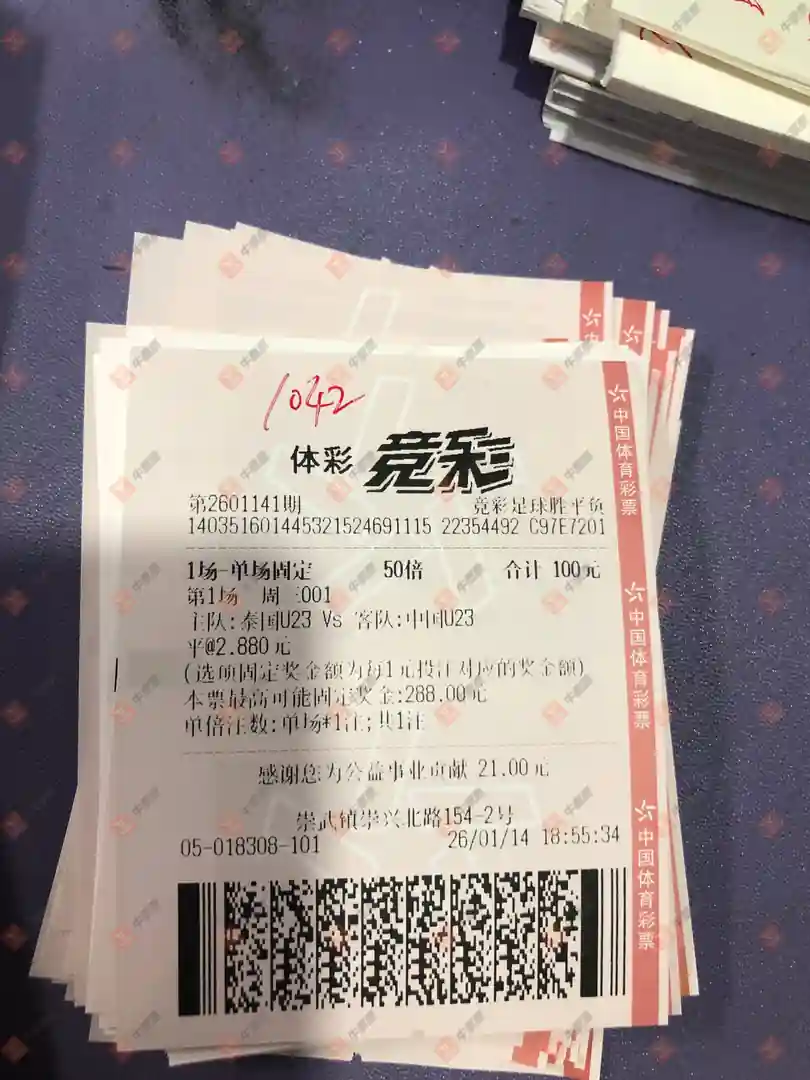 1042
体彩 竞彩
第2601141期 竞彩足球胜平负
140351601445321524691115 22354492 C97E7201
1场-单场固定 50倍 合计 100元
第1场 周三001
主队:泰国U23 Vs 客队:中国U23
平@2.880元
(选项固定奖金额为每1元投注对应的奖金额)
本票最高可能固定奖金:288.00元
单倍注数:单场*1注;共1注
感谢您为公益事业贡献 21.00元
崇武镇崇兴北路154-2号
05-018308-101 26/01/14 18:55:34
中国体育彩票
中国体育彩票
中国体育彩票